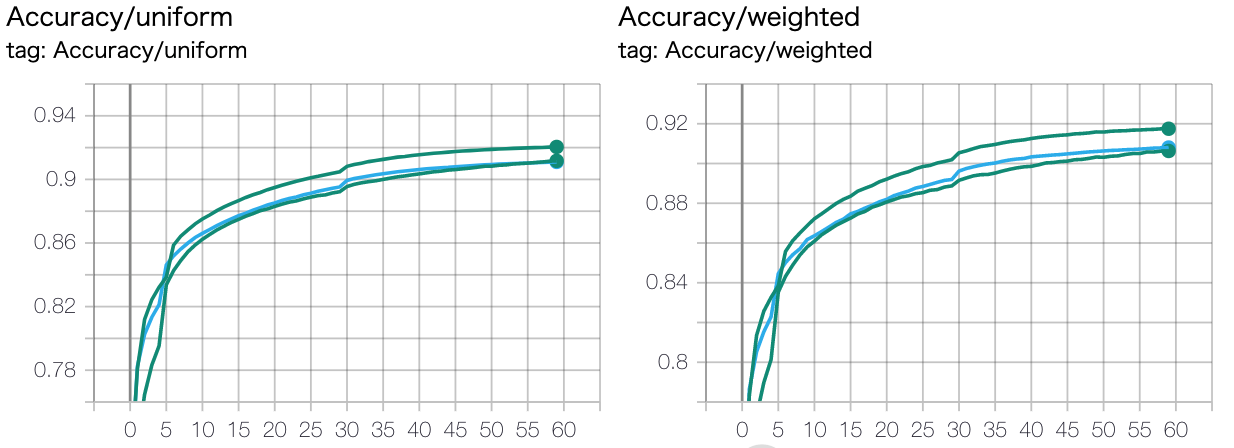 Accuracy/uniform
tag: Accuracy/uniform
0.94
0.9
0.86
0.82
0.78
0 5 10 15 20 25 30 35 40 45 50 55 60
Accuracy/weighted
tag: Accuracy/weighted
0.92
0.88
0.84
0.8
0 5 10 15 20 25 30 35 40 45 50 55 60